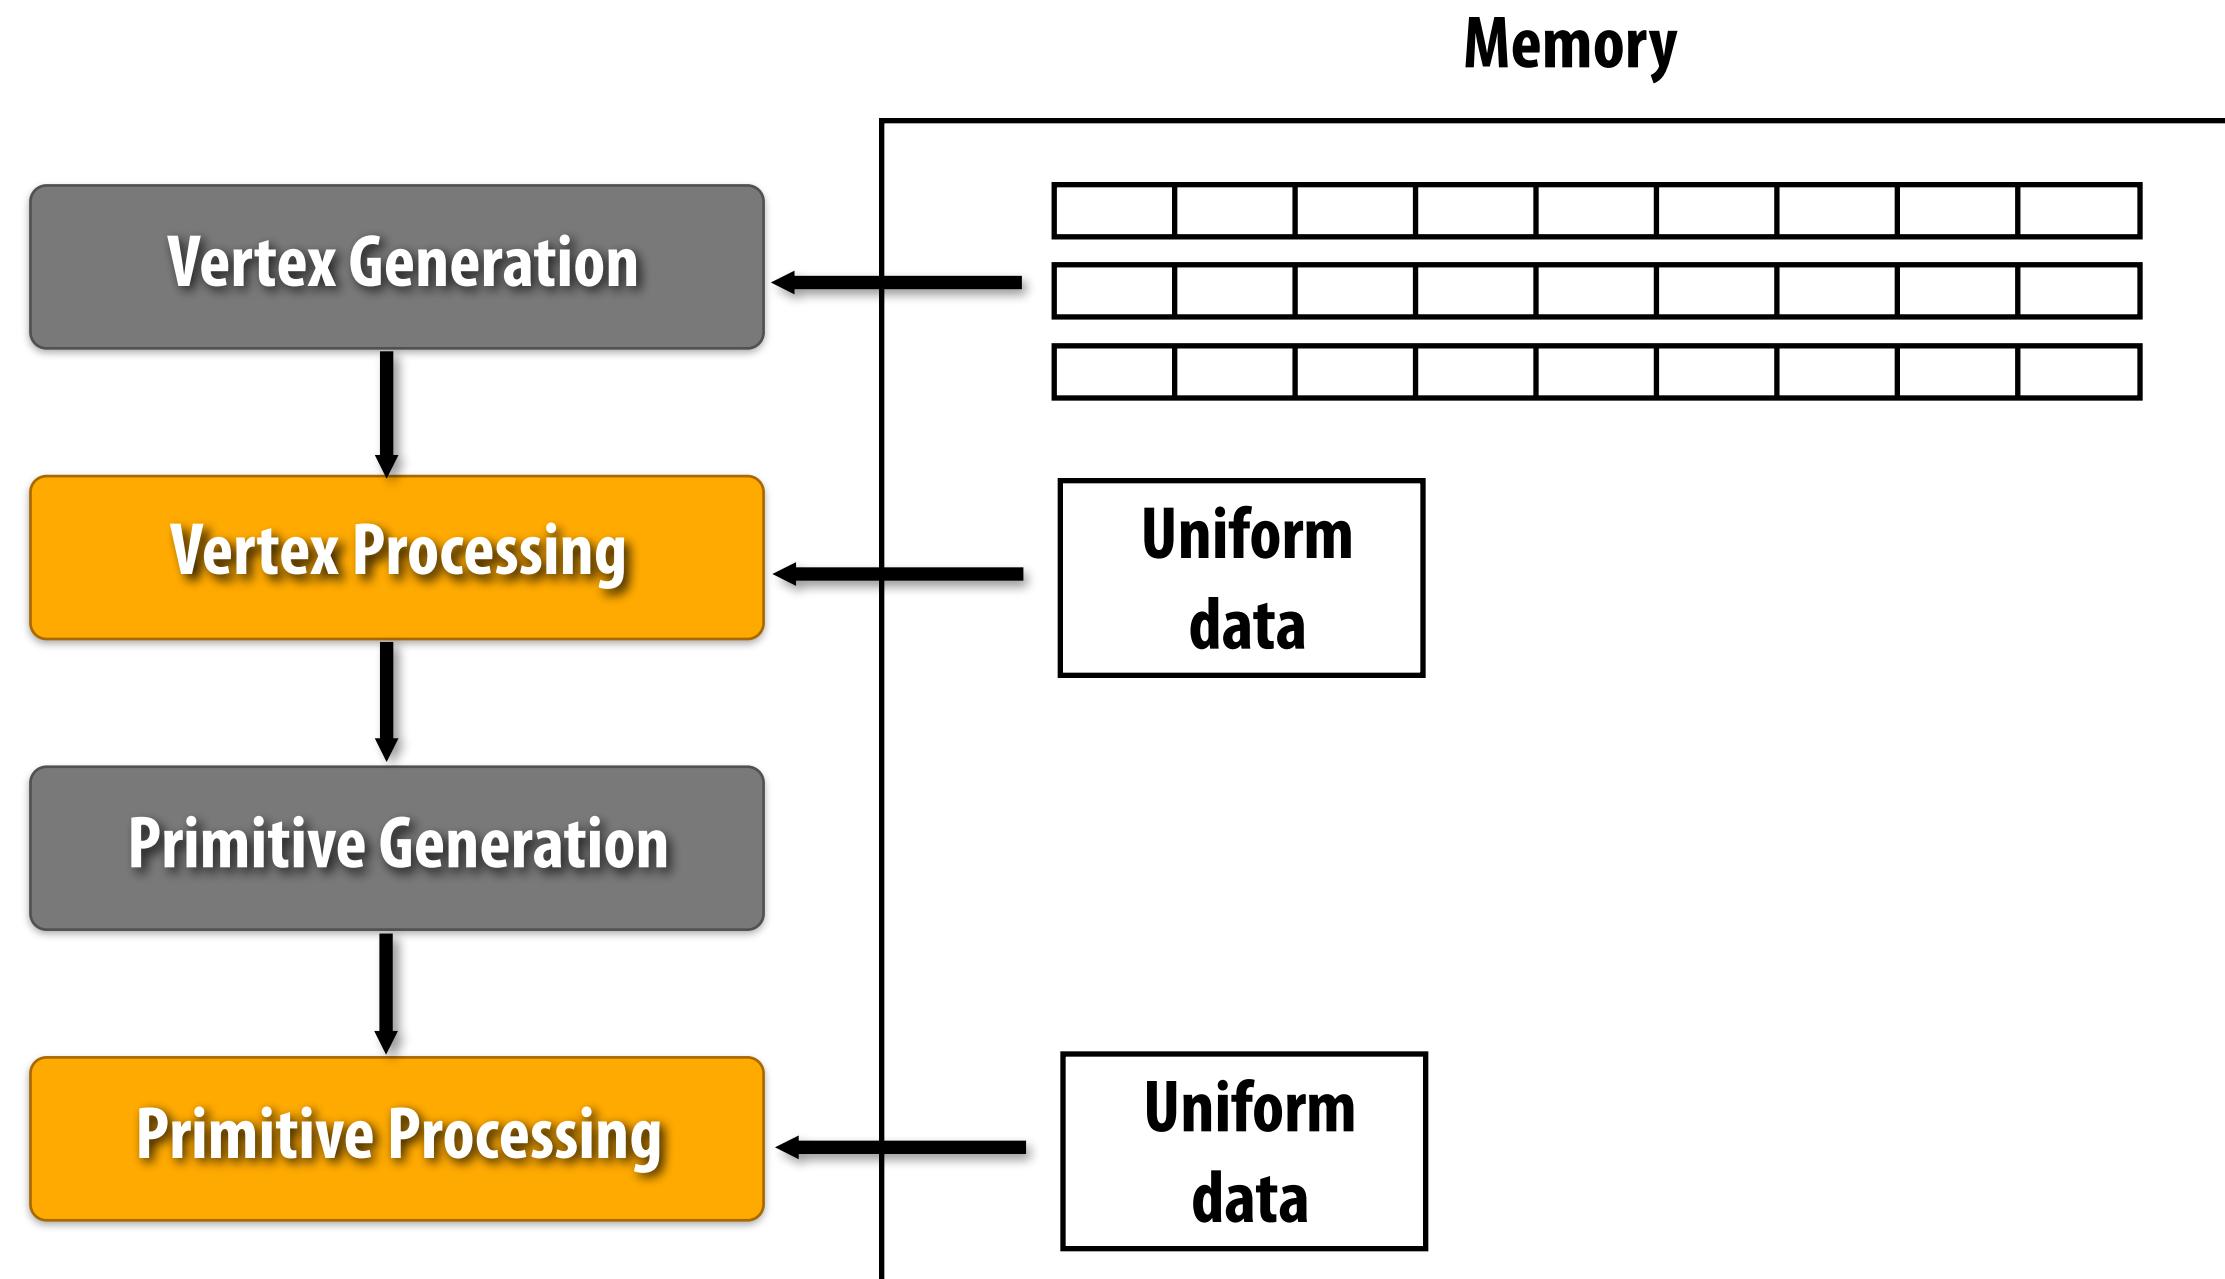 Memory
Vertex Generation
Vertex Processing
Uniform
data
Primitive Generation
Primitive Processing
Uniform
data